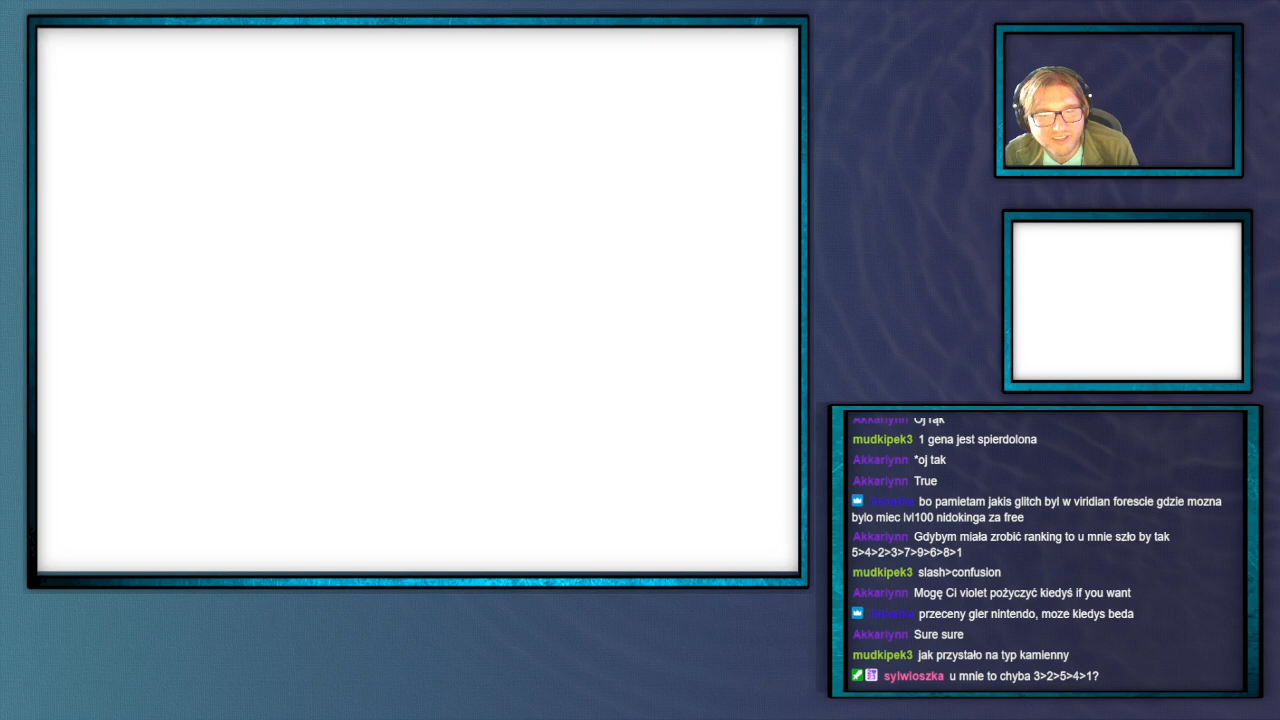 Akkarlynn Oj łąk
mudkipek3 1 gena jest spierdolona
Akkarlynn *oj tak
Akkarlynn True
bo pamietam jakis glitch byl w viridian forescie gdzie mozna
bylo miec lvl100 nidokinga za free
Akkarlynn Gdybym miała zrobić ranking to u mnie szło by tak
5>4>2>3>7>9>6>8>1
mudkipek3 slash>confusion
Akkarlynn Mogę Ci violet pożyczyć kiedyś if you want
przeceny gier nintendo, moze kiedys beda
Akkarlynn Sure sure
mudkipek3 jak przystało na typ kamienny
sylwioszka u mnie to chyba 3>2>5>4>1?